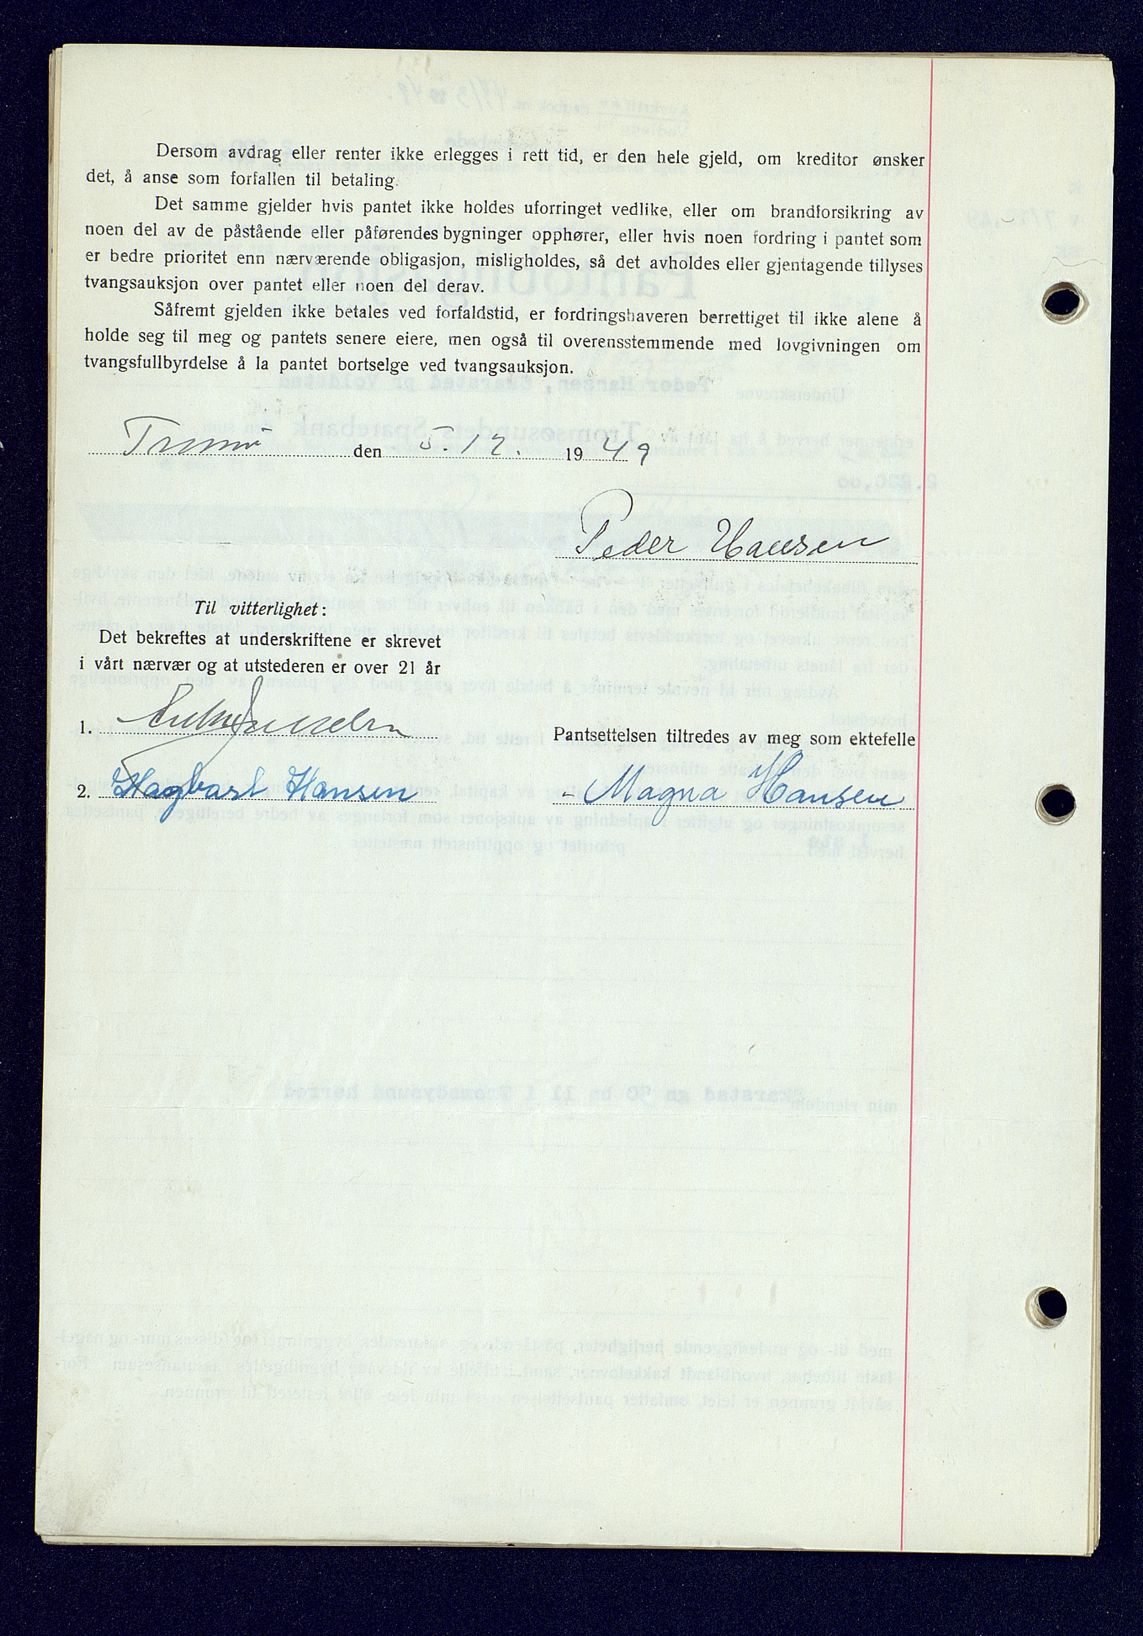 Dersom avdrag eller renter ikke erlegges i rett tid, er den hele gjeld, om kreditor ønsker
det, å anse som forfallen til betaling.
Det samme gjelder hvis pantet ikke holdes uforringet vedlike, eller om brandforsikring av
noen del av de påstående eller påførendes bygninger opphører, eller hvis noen fordring i pantet som
er bedre prioritet enn nærværende obligasjon, misligholdes, så det avholdes eller gjentagende tillyses
tvangsauksjon over pantet eller noen del derav.
Såfremt gjelden ikke betales ved forfaldstid, er fordringshaveren berrettiget til ikke alene å
holde seg til meg og pantets senere eiere, men også til overensstemmende med lovgivningen om
tvangsfullbyrdelse å la pantet bortselge ved tvangsauksjon.
Tromsø den 5.12. 1949
Peder Hansen
Til vitterlighet:
Det bekreftes at underskriftene er skrevet
i vårt nærvær og at utstederen er over 21 år
1.
Pantsettelsen tiltredes av meg som ektefelle
2. Hagbart Hansen
- Magna Hansen